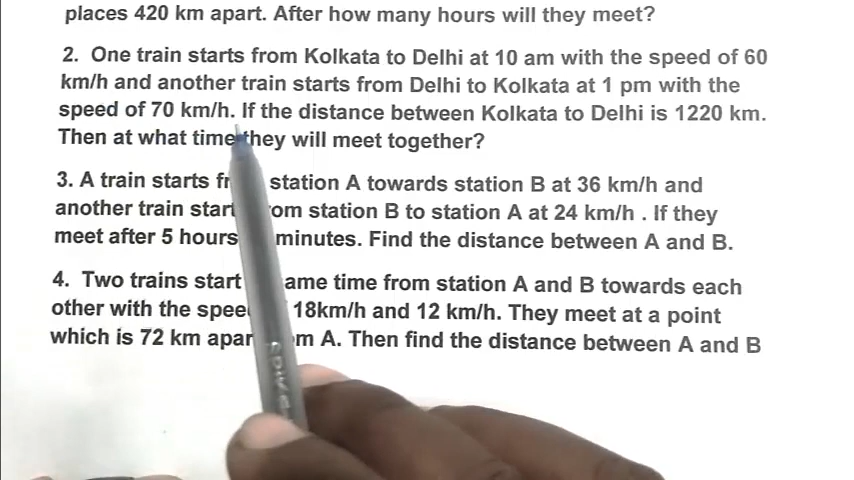 places 420 km apart. After how many hours will they meet?
2. One train starts from Kolkata to Delhi at 10 am with the speed of 60
km/h and another train starts from Delhi to Kolkata at 1 pm with the
speed of 70 km/h. If the distance between Kolkata to Delhi is 1220 km.
Then at what time they will meet together?
3. A train starts station A towards station B at 36 km/h and
another train station B to station A at 24 km/h . If they
meet after 5 hours minutes. Find the distance between A and B.
4. Two trains start time from station A and B towards each
other with the 18km/h and 12 km/h. They meet at a point
which is 72 km A. Then find the distance between A and B